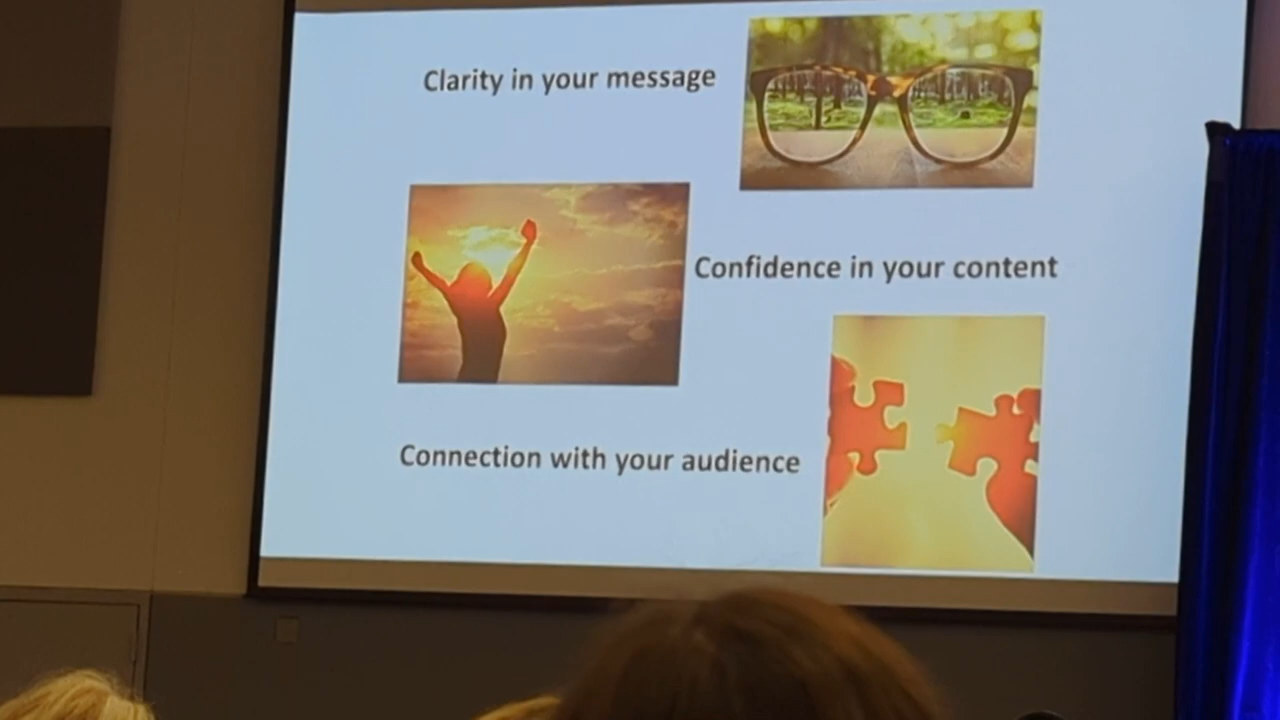 Clarity in your message
Confidence in your content
Connection with your audience